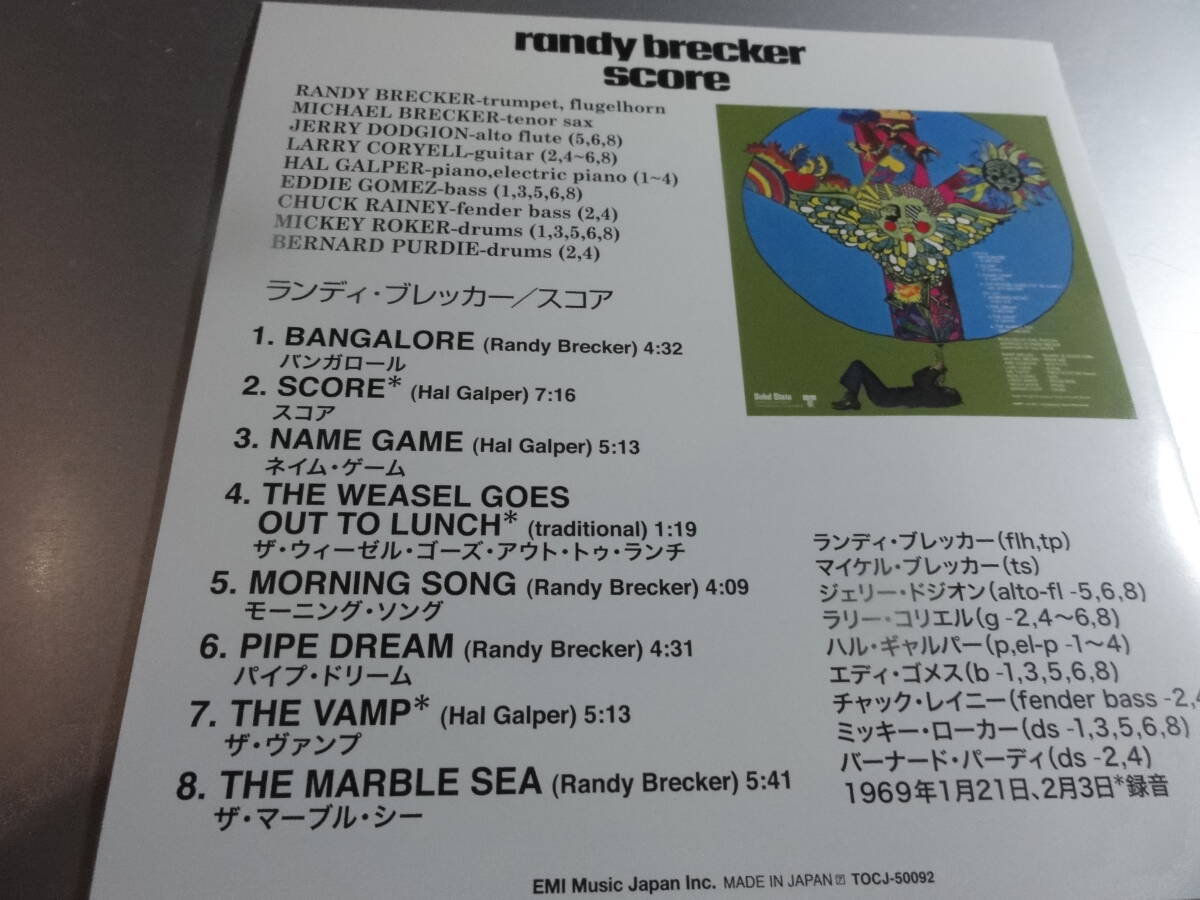 randy brecker
score
RANDY BRECKER-trumpet, flugelhorn
MICHAEL BRECKER-tenor sax
JERRY DODGION-alto flute (5,6,8)
LARRY CORYELL-guitar (2,4~6,8)
HAL GALPER-piano,electric piano (1~4)
EDDIE GOMEZ-bass (1,3,5,6,8)
CHUCK RAINEY-fender bass (2,4)
MICKEY ROKER-drums (1,3,5,6,8)
BERNARD PURDIE-drums (2,4)
ランディ・ブレッカー/スコア
1. BANGALORE (Randy Brecker) 4:32
バンガロール
2. SCORE* (Hal Galper) 7:16
スコア
3. NAME GAME (Hal Galper) 5:13
ネイム・ゲーム
4. THE WEASEL GOES
OUT TO LUNCH* (traditional) 1:19
ザ・ウィーゼル・ゴーズ・アウト・トゥ・ランチ
5. MORNING SONG (Randy Brecker) 4:09
モーニング・ソング
6. PIPE DREAM (Randy Brecker) 4:31
パイプ・ドリーム
7. THE VAMP* (Hal Galper) 5:13
ザ・ヴァンプ
8. THE MARBLE SEA (Randy Brecker) 5:41
ザ・マーブル・シー
Solid State
ランディ・ブレッカー(flh,tp)
マイケル・ブレッカー(ts)
ジェリー・ドジオン(alto-fl -5,6,8)
ラリー・コリエル(g -2,4~6,8)
ハル・ギャルパー(p,el-p -1~4)
エディ・ゴメス(b -1,3,5,6,8)
チャック・レイニー(fender bass -2,4
ミッキー・ローカー(ds -1,3,5,6,8)
バーナード・パーディ(ds -2,4)
1969年1月21日、2月3日*録音
EMI Music Japan Inc. MADE IN JAPAN Ⓟ TOCJ-50092